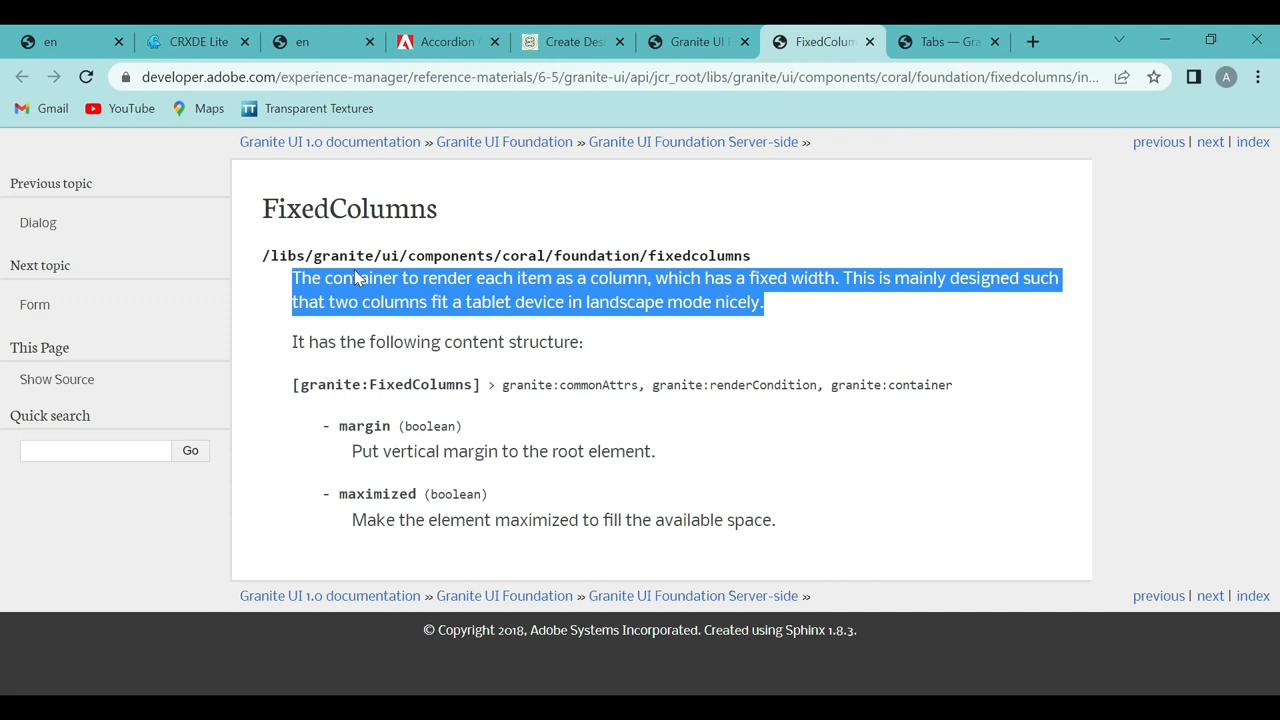 en
CRXDE Lite
en
Accordion
Create Des
Granite UI
FixedColum
Tabs — Gra
developer.adobe.com/experience-manager/reference-materials/6-5/granite-ui/api/jcr_root/libs/granite/ui/components/coral/foundation/fixedcolumns/in...
A
Gmail
YouTube
Maps
TT Transparent Textures
Granite UI 1.0 documentation » Granite UI Foundation » Granite UI Foundation Server-side »
previous | next | index
Previous topic
Dialog
Next topic
Form
This Page
Show Source
Quick search
Go
FixedColumns
/libs/granite/ui/components/coral/foundation/fixedcolumns
The container to render each item as a column, which has a fixed width. This is mainly designed such
that two columns fit a tablet device in landscape mode nicely.
It has the following content structure:
[granite:FixedColumns] > granite:commonAttrs, granite:renderCondition, granite:container
- margin (boolean)
Put vertical margin to the root element.
- maximized (boolean)
Make the element maximized to fill the available space.
Granite UI 1.0 documentation » Granite UI Foundation » Granite UI Foundation Server-side »
previous | next | index
© Copyright 2018, Adobe Systems Incorporated. Created using Sphinx 1.8.3.